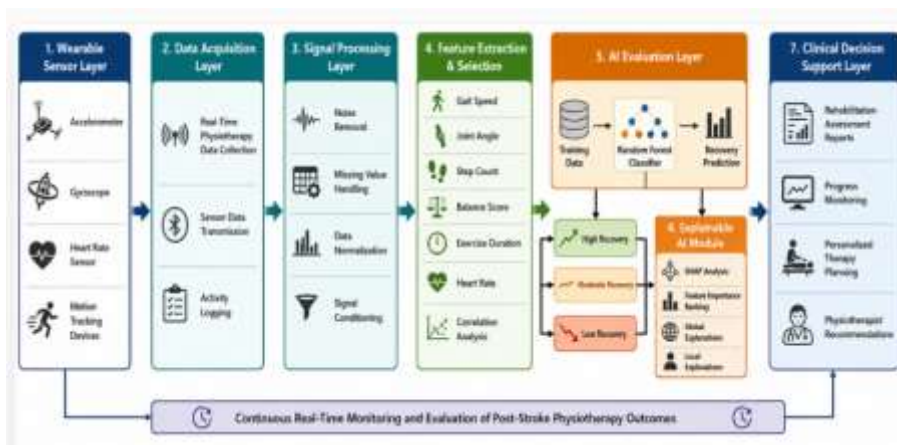 1. Wearable
Sensor Layer
Accelerometer
Gyroscope
Heart Rate
Sensor
Motion
Tracking
Devices
2. Data Acquisition
Layer
Real-Time
Physiotherapy
Data Collection
Sensor Data
Transmission
Activity
Logging
3. Signal Processing
Layer
Noise
Removal
Missing Value
Handling
Data
Normalization
Signal
Conditioning
4. Feature Extraction
& Selection
Gait Speed
Joint Angle
Step Count
Balance Score
Exercise Duration
Heart Rate
Correlation
Analysis
5. AI Evaluation Layer
Training
Data
Random Forest
Classifier
Recovery
Prediction
High Recovery
Moderate Recovery
Low Recovery
6. Explainable
AI Module
SHAP Analysis
Feature Importance
Ranking
Global
Explanations
Local
Explanations
7. Clinical Decision
Support Layer
Rehabilitation
Assessment
Reports
Progress
Monitoring
Personalized
Therapy
Planning
Physiotherapist
Recommendations
Continuous Real-Time Monitoring and Evaluation of Post-Stroke Physiotherapy Outcomes